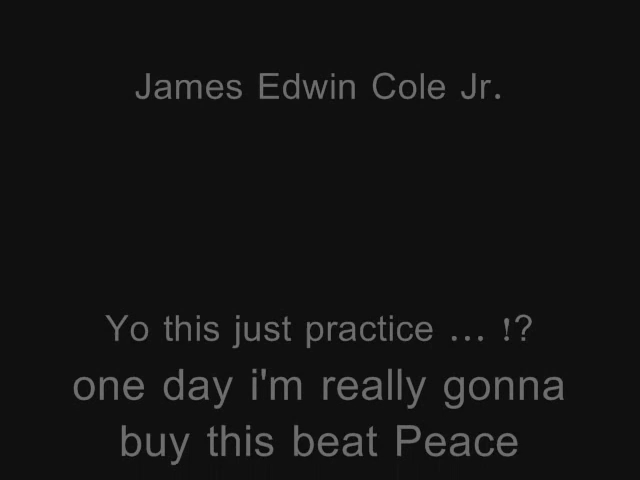 James Edwin Cole Jr.
Yo this just practice ... !?
one day i'm really gonna
buy this beat Peace